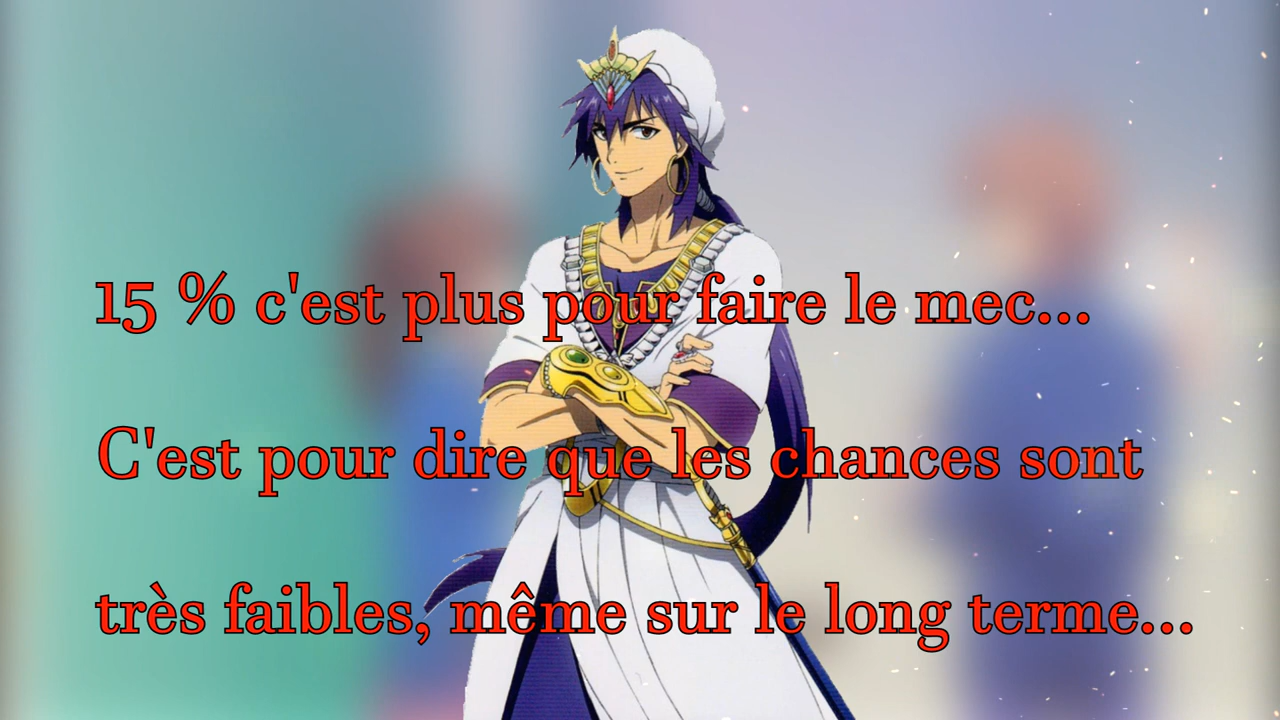 15 % c'est plus pour faire le mec...
C'est pour dire que les chances sont
très faibles, même sur le long terme...